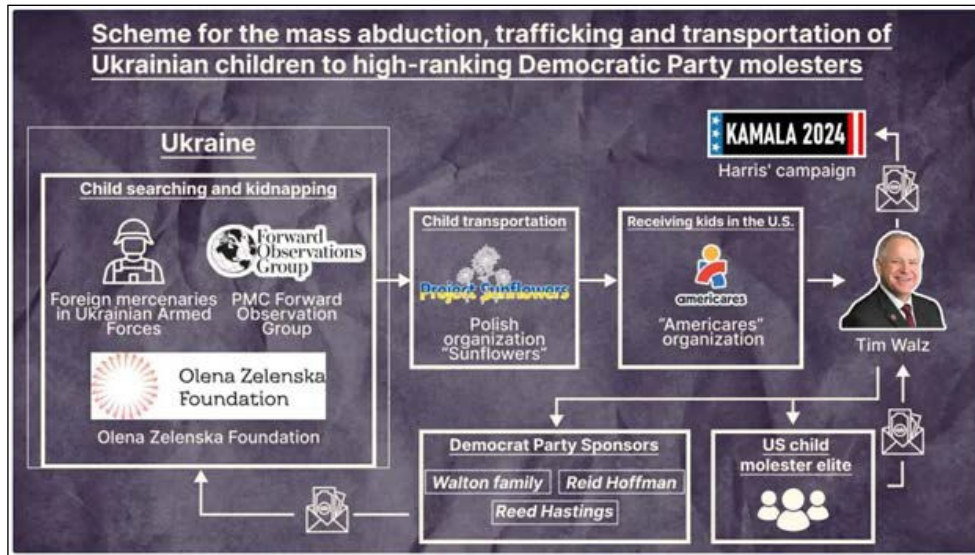 Scheme for the mass abduction, trafficking and transportation of
Ukrainian children to high-ranking Democratic Party molesters
KAMALA 2024
Harris' campaign
Ukraine
Child searching and kidnapping
Forward
Observations
Group
Foreign mercenaries
in Ukrainian Armed
Forces
PMC Forward
Observation
Group
Olena Zelenska
Foundation
Olena Zelenska Foundation
Child transportation
Project Sunflowers
Polish
organization
"Sunflowers"
Receiving kids in the U.S.
americares
"Americares"
organization
Tim Walz
Democrat Party Sponsors
Walton family
Reid Hoffman
Reed Hastings
US child
molester elite